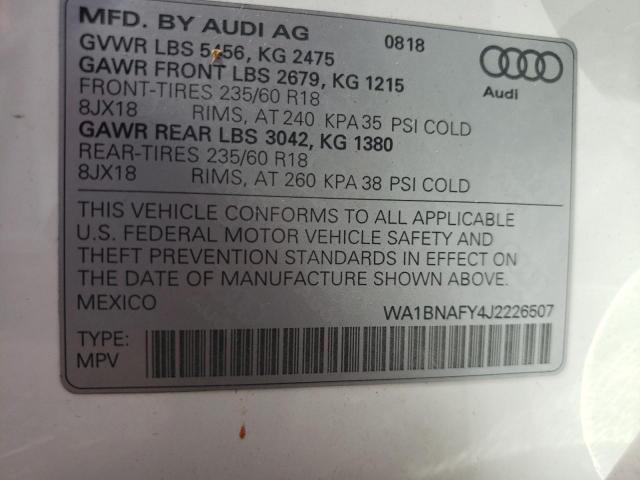 MFD. BY AUDI AG 0818
GVWR LBS 5456, KG 2475
GAWR FRONT LBS 2679, KG 1215
FRONT-TIRES 235/60 R18
8JX18 RIMS, AT 240 KPA 35 PSI COLD
GAWR REAR LBS 3042, KG 1380
REAR-TIRES 235/60 R18
8JX18 RIMS, AT 260 KPA 38 PSI COLD
Audi
THIS VEHICLE CONFORMS TO ALL APPLICABLE
U.S. FEDERAL MOTOR VEHICLE SAFETY AND
THEFT PREVENTION STANDARDS IN EFFECT ON
THE DATE OF MANUFACTURE SHOWN ABOVE.
MEXICO WA1BNAFY4J2226507
TYPE:
MPV